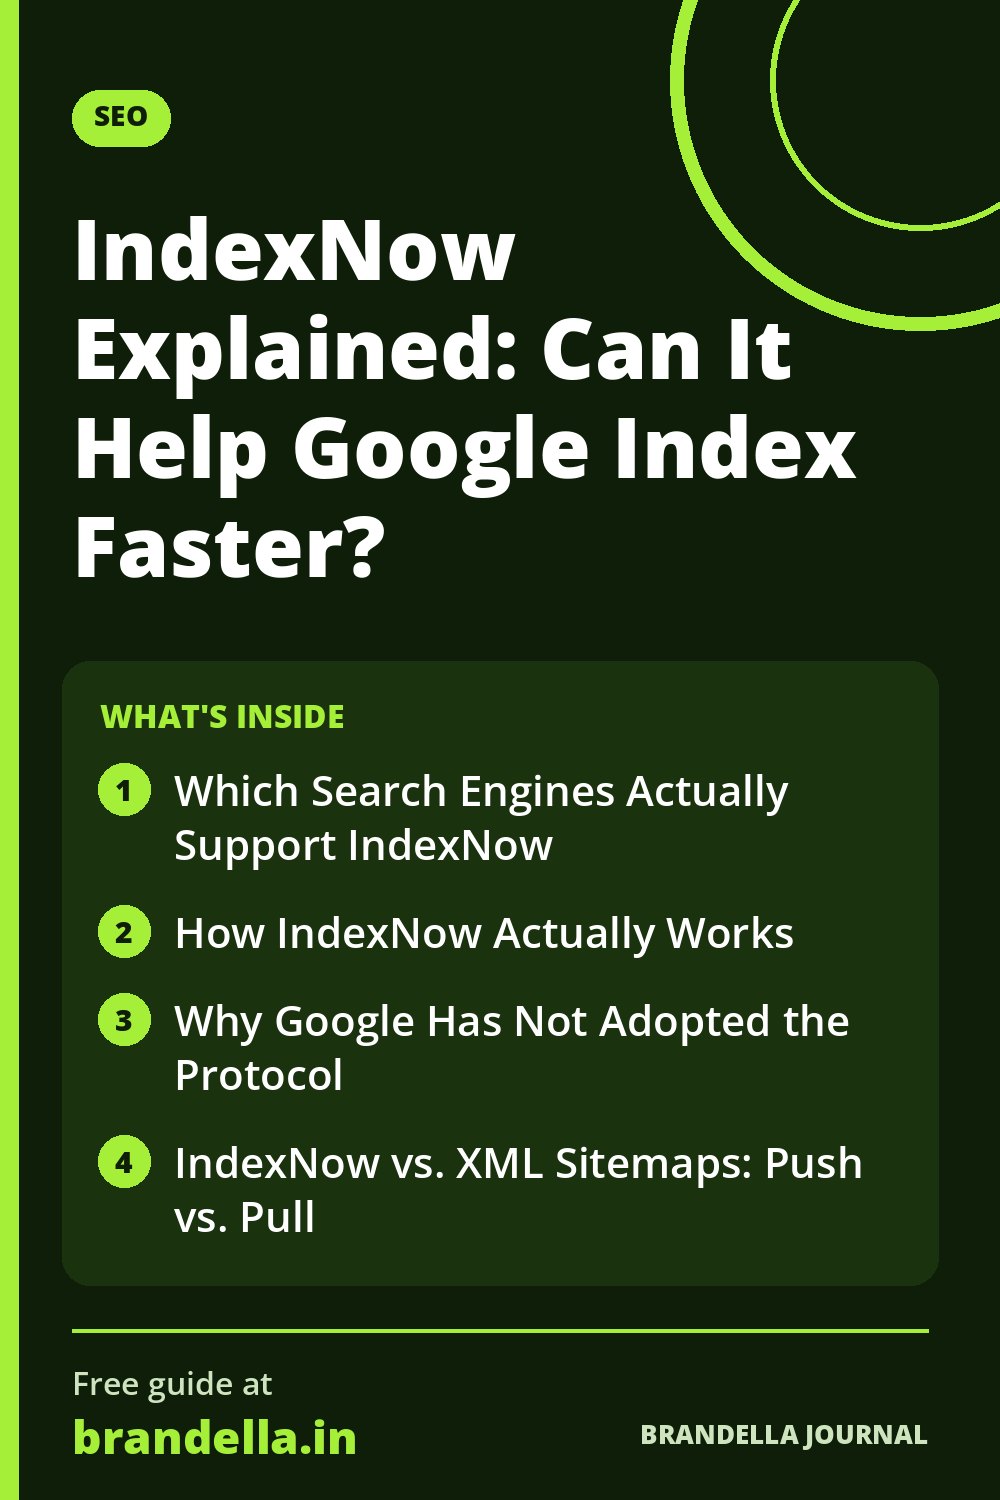 SEO
IndexNow
Explained: Can It
Help Google Index
Faster?
WHAT'S INSIDE
1 Which Search Engines Actually
Support IndexNow
2 How IndexNow Actually Works
3 Why Google Has Not Adopted the
Protocol
4 IndexNow vs. XML Sitemaps: Push
vs. Pull
Free guide at
brandella.in
BRANDELLA JOURNAL